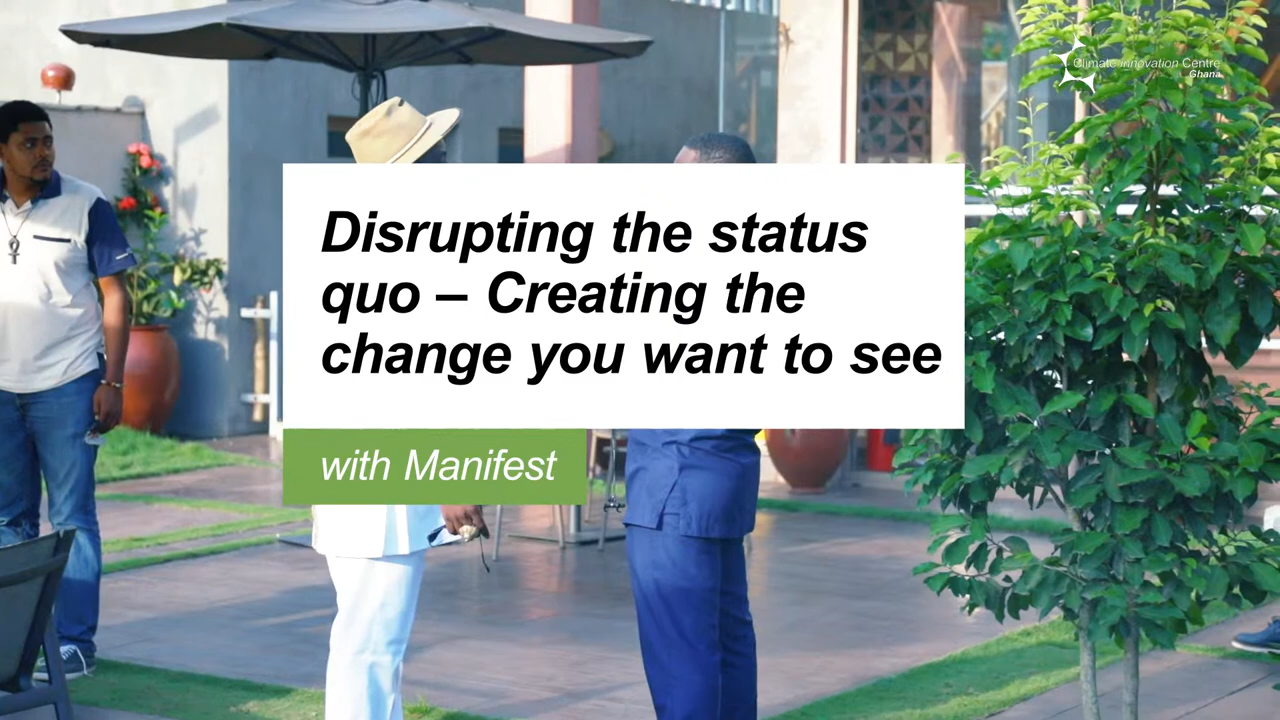 Climate Innovation Centre
Ghana
Disrupting the status
quo – Creating the
change you want to see
with Manifest